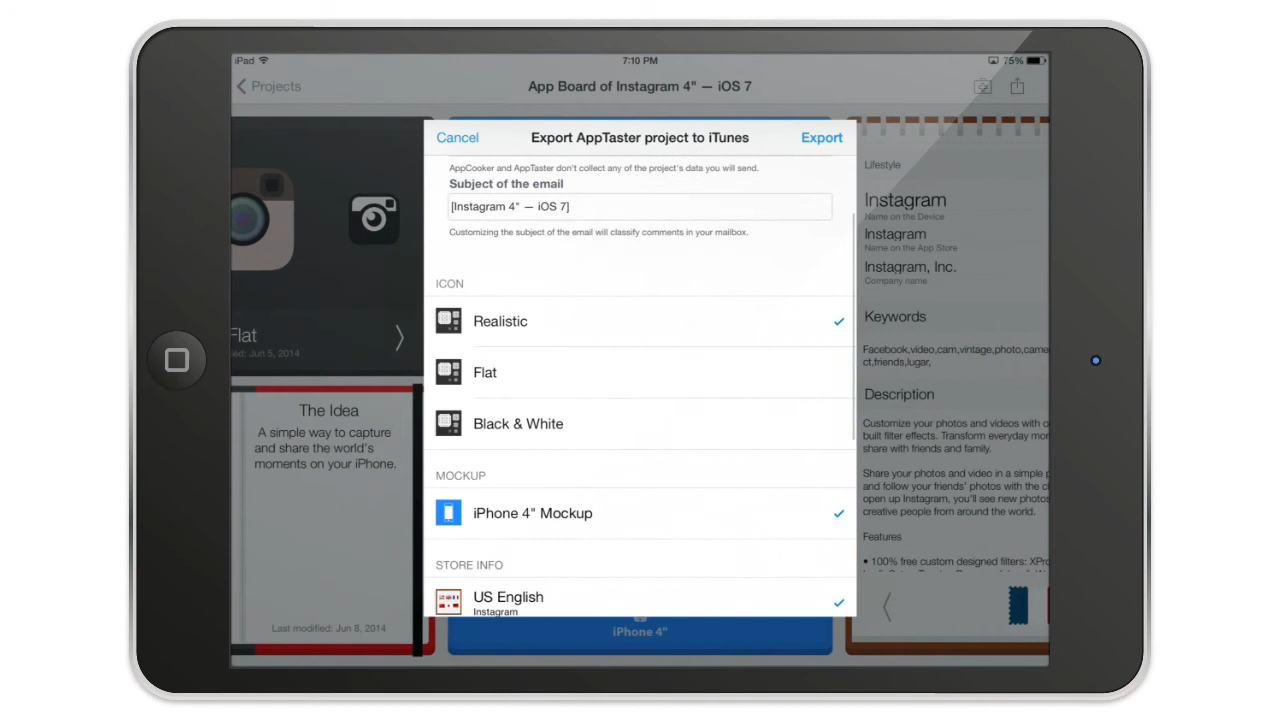 iPad 7:10 PM 75%
Projects App Board of Instagram 4" — iOS 7
Cancel Export AppTaster project to iTunes Export
AppCooker and AppTaster don't collect any of the project's data you will send.
Subject of the email
[Instagram 4" — iOS 7]
Customizing the subject of the email will classify comments in your mailbox.
ICON
Realistic
Flat
Black & White
MOCKUP
iPhone 4" Mockup
STORE INFO
US English
Instagram
iPhone 4"
Flat
ed: Jun 5, 2014
The Idea
A simple way to capture
and share the world's
moments on your iPhone.
Last modified: Jun 8, 2014
Lifestyle
Instagram
Name on the Device
Instagram
Name on the App Store
Instagram, Inc.
Company name
Keywords
Facebook,video,cam,vintage,photo,came
ct,friends,lugar,
Description
Customize your photos and videos with o
built filter effects. Transform everyday mor
share with friends and family.
Share your photos and video in a simple p
and follow your friends' photos with the cl
open up Instagram, you'll see new photos
creative people from around the world.
Features
• 100% free custom designed filters: XPro